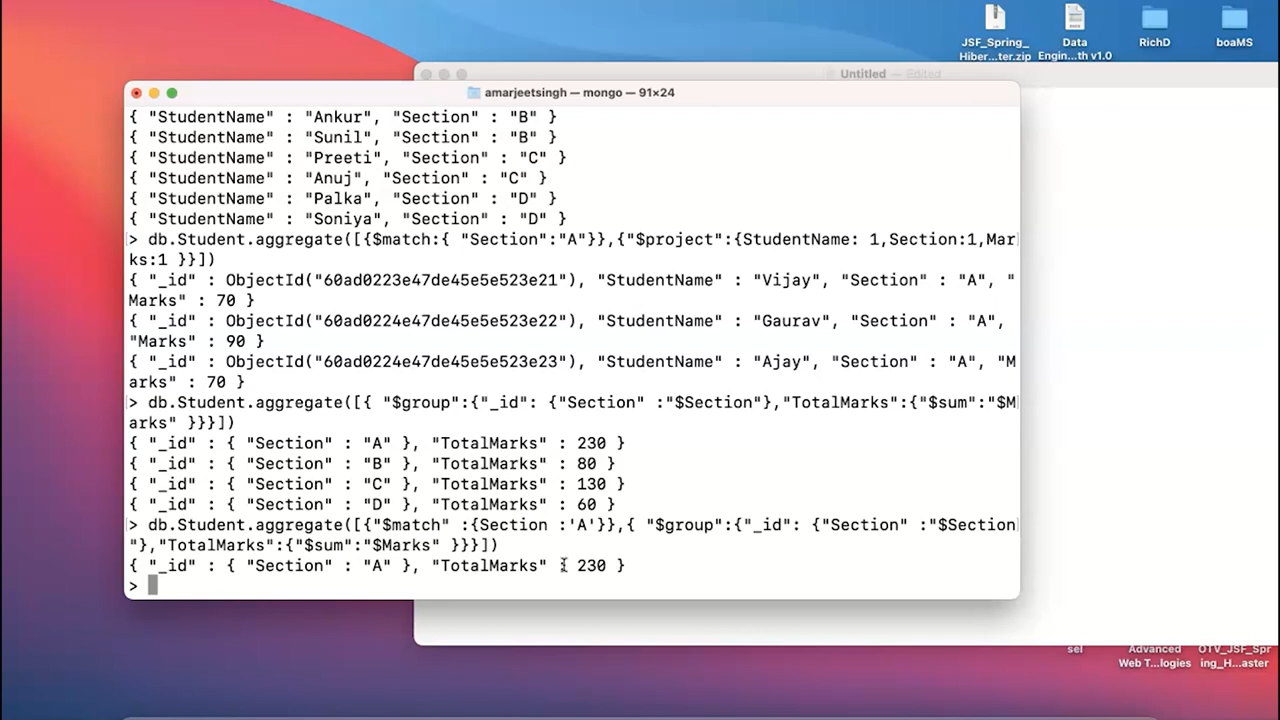 JSF_Spring_
Hiber...ter.zip
Data
Engin...th v1.0
RichD
boaMS
Untitled — Edited
amarjeetsingh — mongo — 91×24
{ "StudentName" : "Ankur", "Section" : "B" }
{ "StudentName" : "Sunil", "Section" : "B" }
{ "StudentName" : "Preeti", "Section" : "C" }
{ "StudentName" : "Anuj", "Section" : "C" }
{ "StudentName" : "Palka", "Section" : "D" }
{ "StudentName" : "Soniya", "Section" : "D" }
> db.Student.aggregate([{$match:{ "Section":"A"}},{"$project":{StudentName: 1,Section:1,Mar
ks:1 }}])
{ "_id" : ObjectId("60ad0223e47de45e5e523e21"), "StudentName" : "Vijay", "Section" : "A", "
Marks" : 70 }
{ "_id" : ObjectId("60ad0224e47de45e5e523e22"), "StudentName" : "Gaurav", "Section" : "A",
"Marks" : 90 }
{ "_id" : ObjectId("60ad0224e47de45e5e523e23"), "StudentName" : "Ajay", "Section" : "A", "M
arks" : 70 }
> db.Student.aggregate([{ "$group":{"_id": {"Section" :"$Section"},"TotalMarks":{"$sum":"$M
arks" }}}])
{ "_id" : { "Section" : "A" }, "TotalMarks" : 230 }
{ "_id" : { "Section" : "B" }, "TotalMarks" : 80 }
{ "_id" : { "Section" : "C" }, "TotalMarks" : 130 }
{ "_id" : { "Section" : "D" }, "TotalMarks" : 60 }
> db.Student.aggregate([{"$match" :{Section :'A'}},{ "$group":{"_id": {"Section" :"$Section
"},"TotalMarks":{"$sum":"$Marks" }}}])
{ "_id" : { "Section" : "A" }, "TotalMarks" : 230 }
>
sel
Advanced
Web T...logies
OTV_JSF_Spr
ing_H...aster